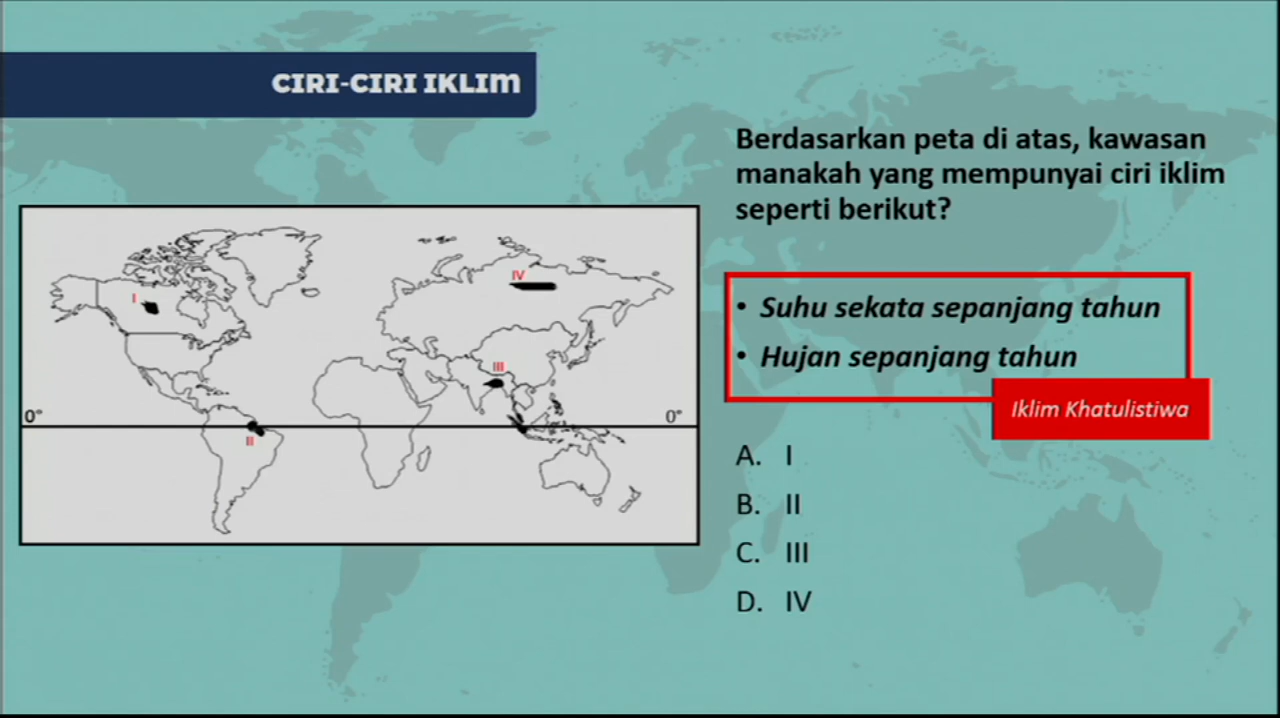 CIRI-CIRI IKLIM
Berdasarkan peta di atas, kawasan
manakah yang mempunyai ciri iklim
seperti berikut?
• Suhu sekata sepanjang tahun
• Hujan sepanjang tahun
Iklim Khatulistiwa
A. I
B. II
C. III
D. IV
I
IV
III
0°
0°
II